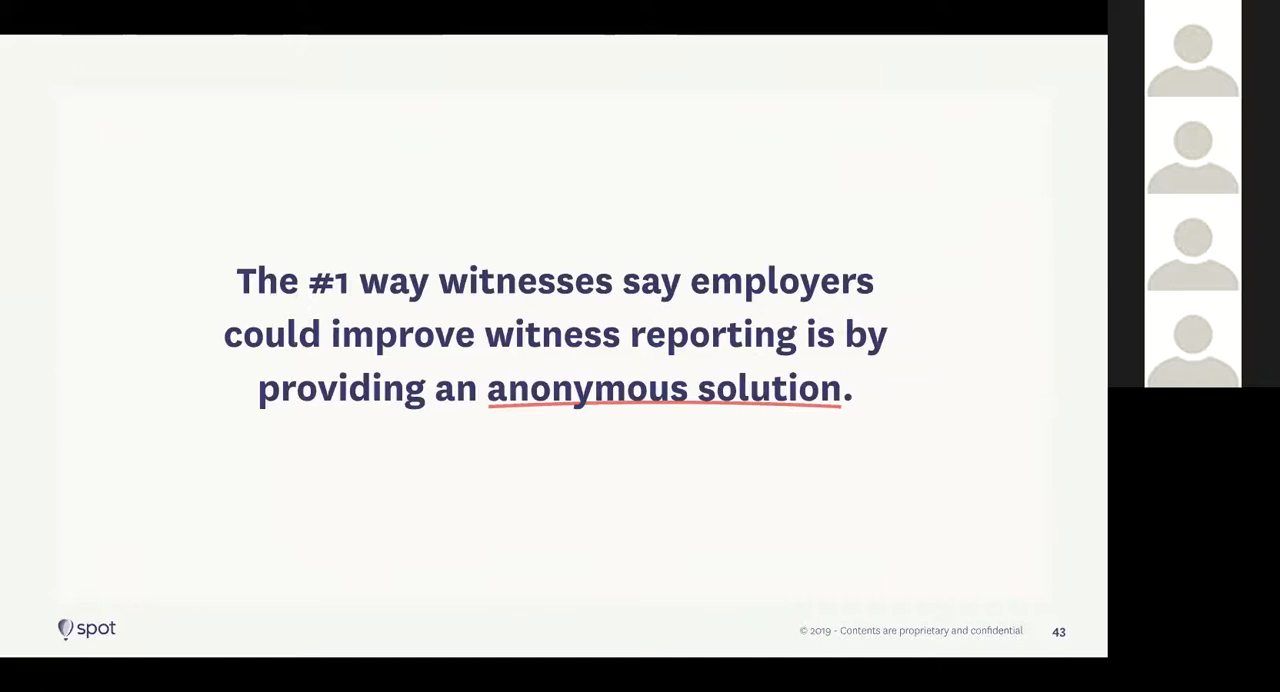 The #1 way witnesses say employers
could improve witness reporting is by
providing an anonymous solution.
spot
© 2019 - Contents are proprietary and confidential
43